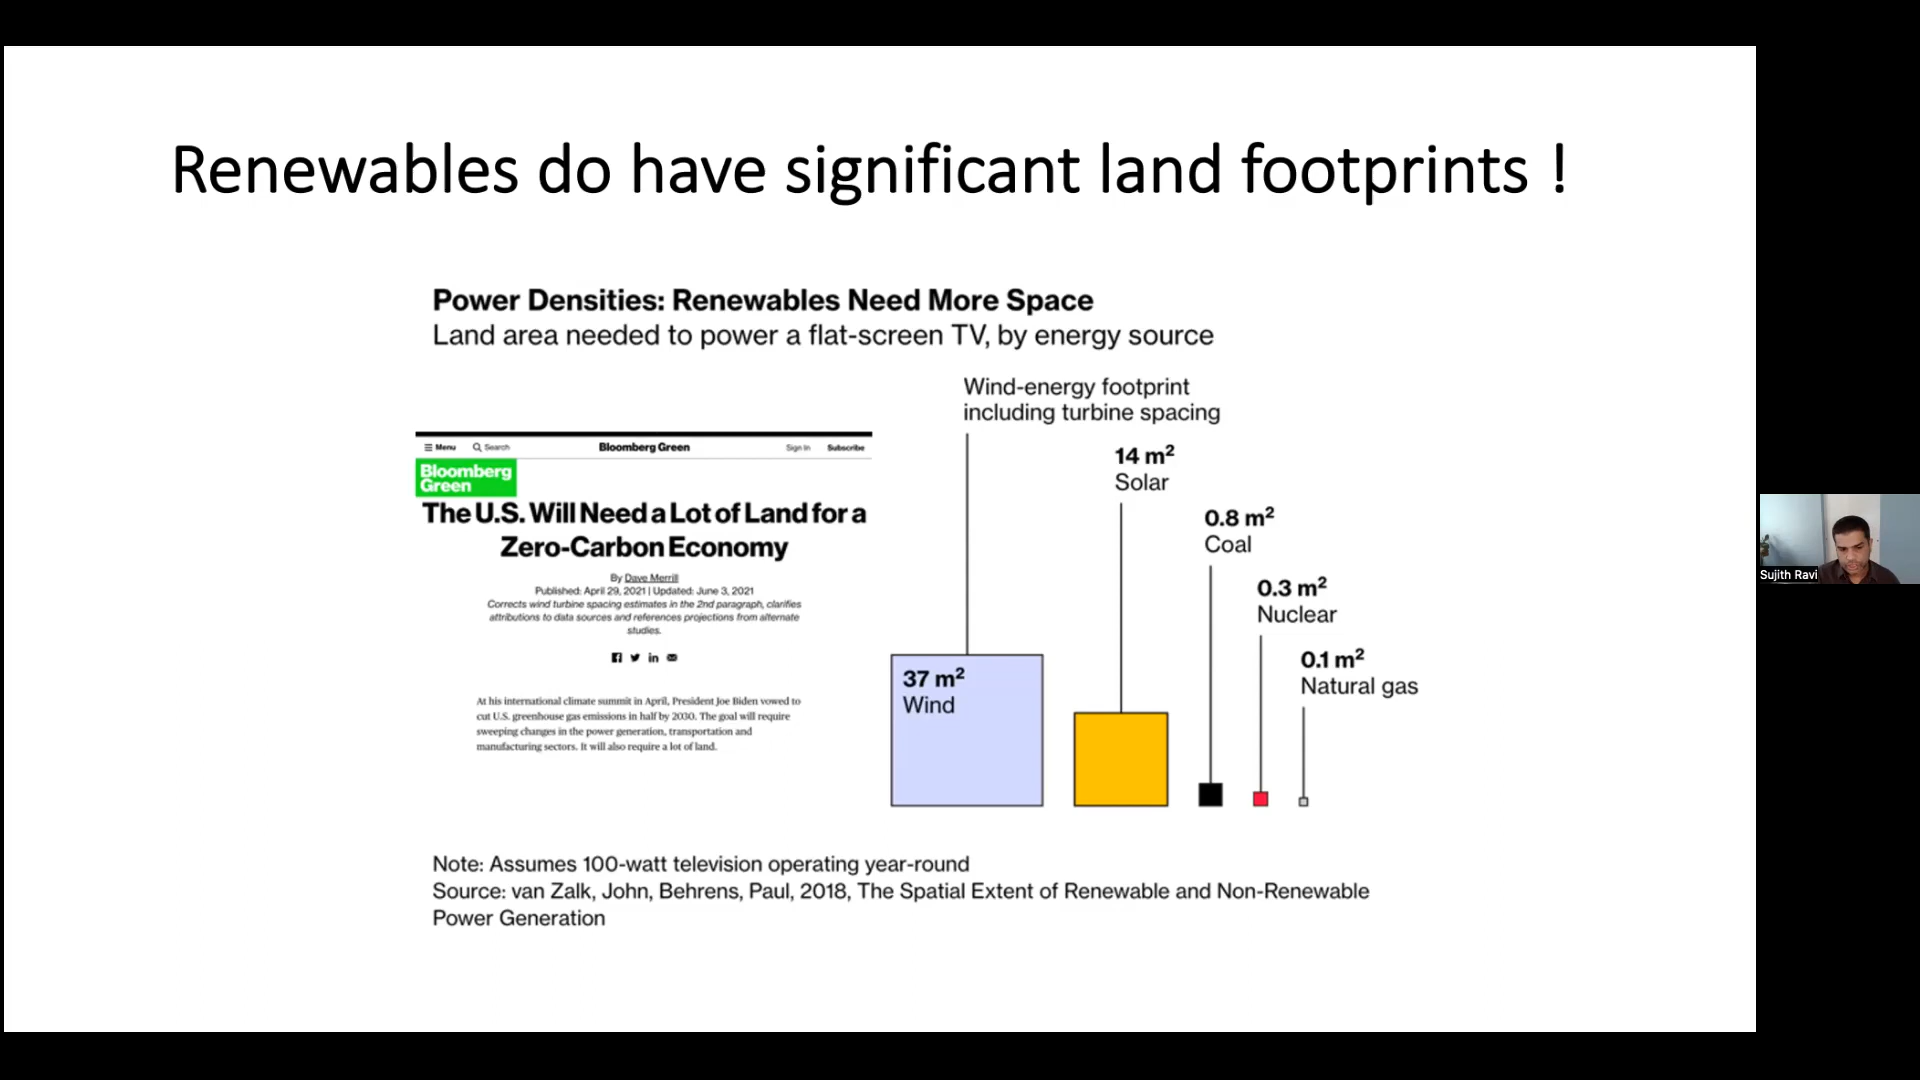 Renewables do have significant land footprints !
Power Densities: Renewables Need More Space
Land area needed to power a flat-screen TV, by energy source
Menu Search Bloomberg Green Sign In Subscribe
Bloomberg
Green
The U.S. Will Need a Lot of Land for a
Zero-Carbon Economy
By Dave Merrill
Published: April 29, 2021 | Updated: June 3, 2021
Corrects wind turbine spacing estimates in the 2nd paragraph, clarifies
attributions to data sources and references projections from alternate
studies.
At his international climate summit in April, President Joe Biden vowed to
cut U.S. greenhouse gas emissions in half by 2030. The goal will require
sweeping changes in the power generation, transportation and
manufacturing sectors. It will also require a lot of land.
Wind-energy footprint
including turbine spacing
37 m²
Wind
14 m²
Solar
0.8 m²
Coal
0.3 m²
Nuclear
0.1 m²
Natural gas
Note: Assumes 100-watt television operating year-round
Source: van Zalk, John, Behrens, Paul, 2018, The Spatial Extent of Renewable and Non-Renewable
Power Generation
Sujith Ravi